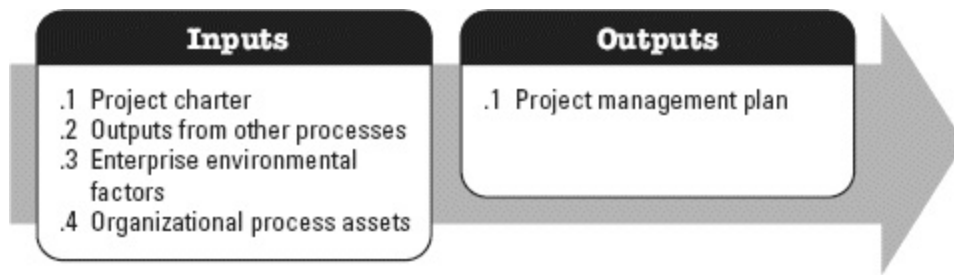 Inputs
.1 Project charter
.2 Outputs from other processes
.3 Enterprise environmental
factors
.4 Organizational process assets
Outputs
.1 Project management plan